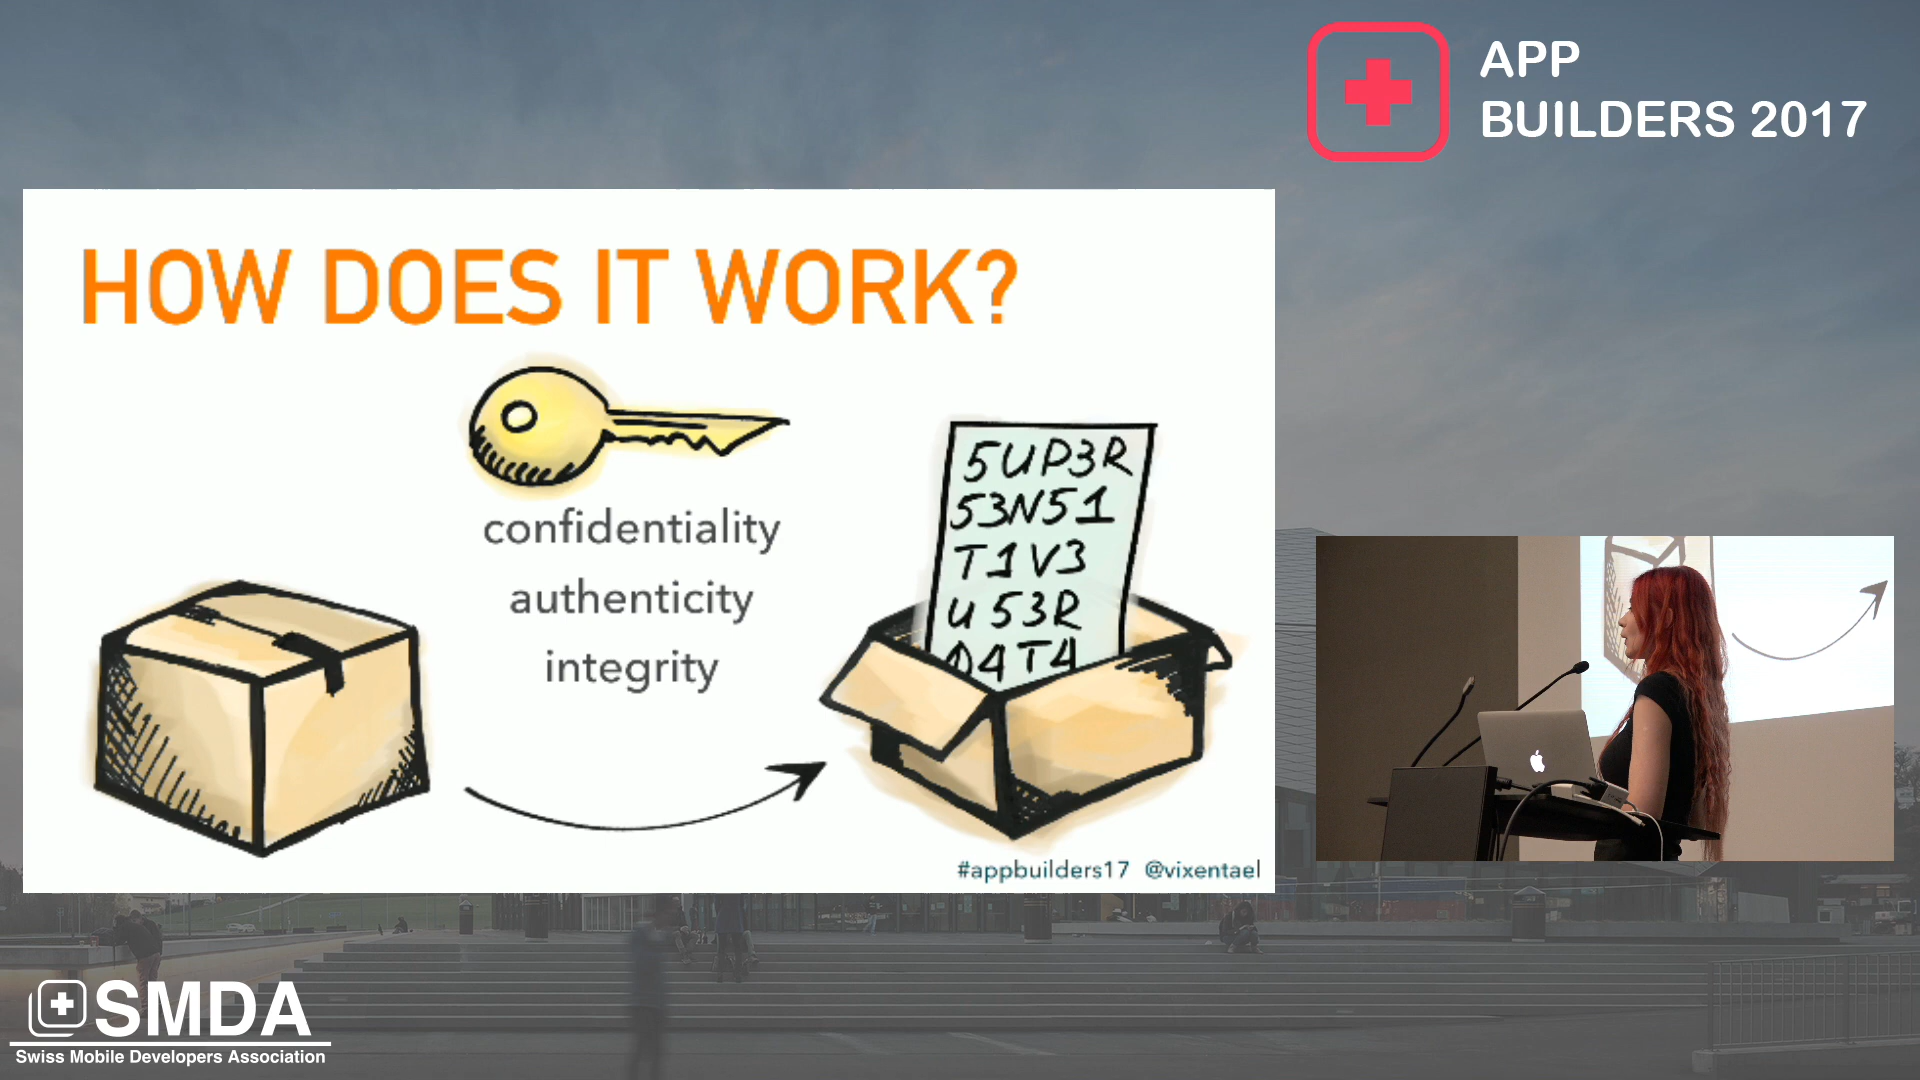 APP
BUILDERS 2017
HOW DOES IT WORK?
confidentiality
authenticity
integrity
5UP3R
53N51
T1V3
U53R
D4T4
#appbuilders17 @vixentael
SMDA
Swiss Mobile Developers Association